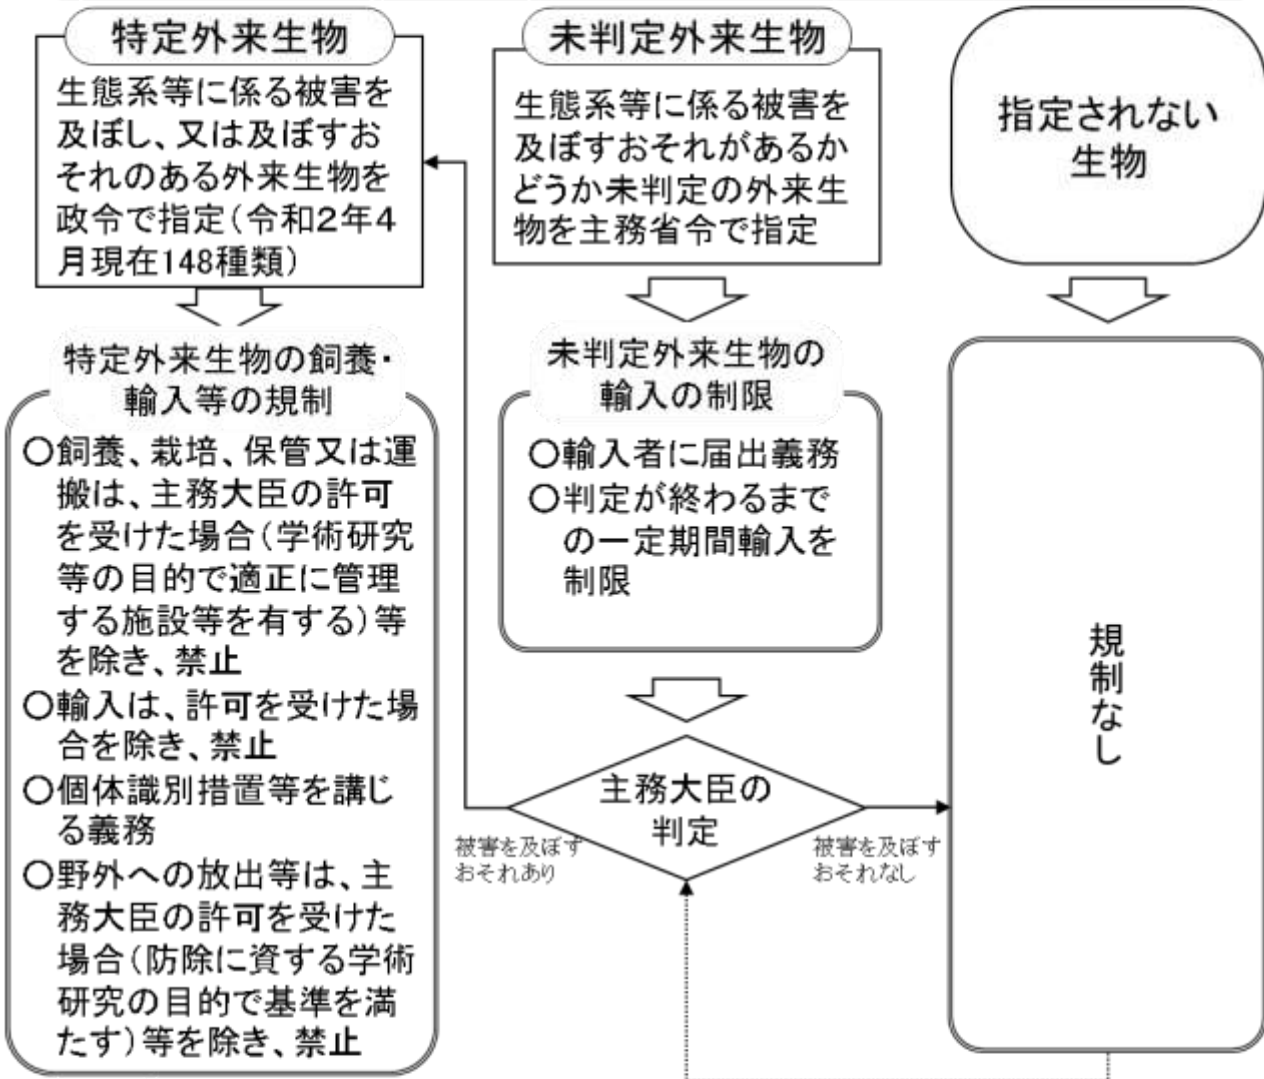 特定外来生物
生態系等に係る被害を
及ぼし、又は及ぼすお
それのある外来生物を
政令で指定(令和2年4
月現在148種類)
特定外来生物の飼養・
輸入等の規制
○飼養、栽培、保管又は運
搬は、主務大臣の許可
を受けた場合(学術研究
等の目的で適正に管理
する施設等を有する)等
を除き、禁止
○輸入は、許可を受けた場
合を除き、禁止
○個体識別措置等を講じ
る義務
○野外への放出等は、主
務大臣の許可を受けた
場合(防除に資する学術
研究の目的で基準を満
たす)等を除き、禁止
未判定外来生物
生態系等に係る被害を
及ぼすおそれがあるか
どうか未判定の外来生
物を主務省令で指定
未判定外来生物の
輸入の制限
○輸入者に届出義務
○判定が終わるまで
の一定期間輸入を
制限
主務大臣の
判定
被害を及ぼす
おそれあり
被害を及ぼす
おそれなし
指定されない
生物
規制なし